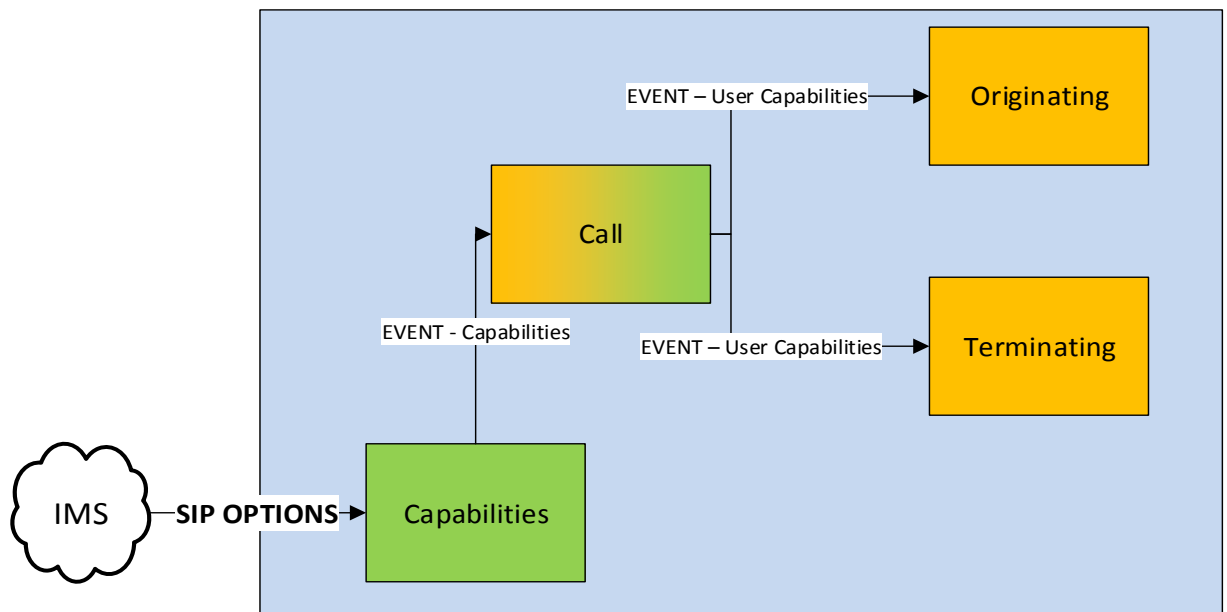 EVENT – User Capabilities
Originating
Call
EVENT - Capabilities
EVENT – User Capabilities
Terminating
IMS
SIP OPTIONS
Capabilities